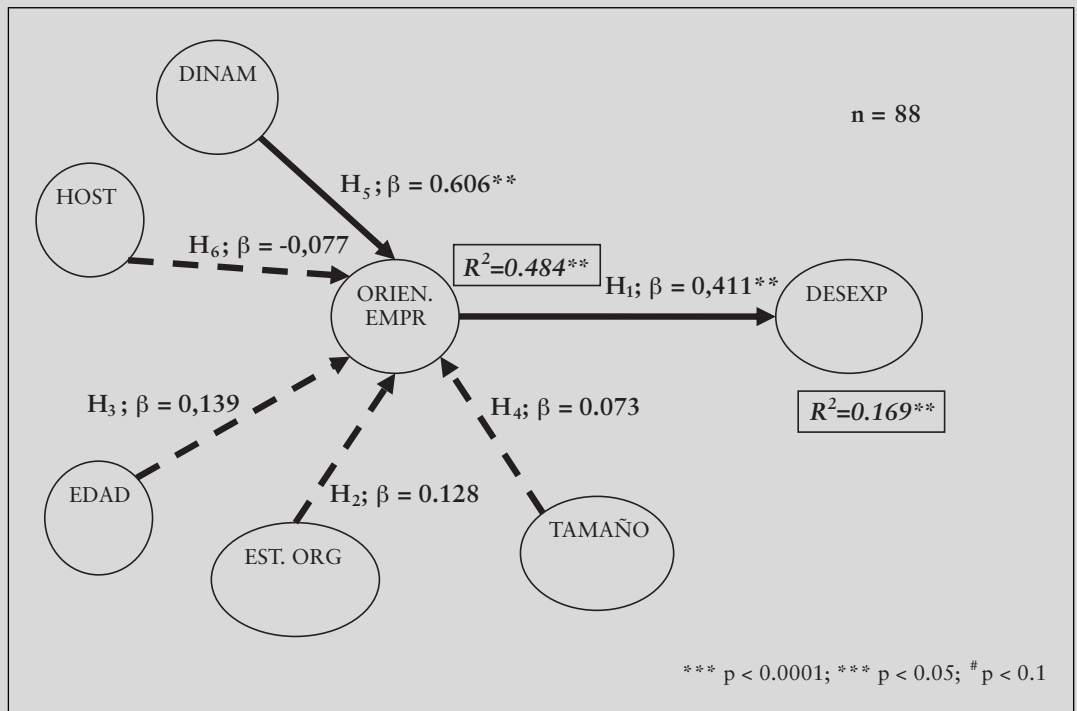 DINAM
n = 88
H₅; β = 0.606**
HOST
H₆; β = -0,077
R²=0.484**
ORIEN.
EMPR
H₁; β = 0,411**
DESEXP
R²=0.169**
H₃; β = 0,139
H₄; β = 0.073
EDAD
H₂; β = 0.128
EST. ORG
TAMAÑO
*** p < 0.0001; *** p < 0.05; # p < 0.1